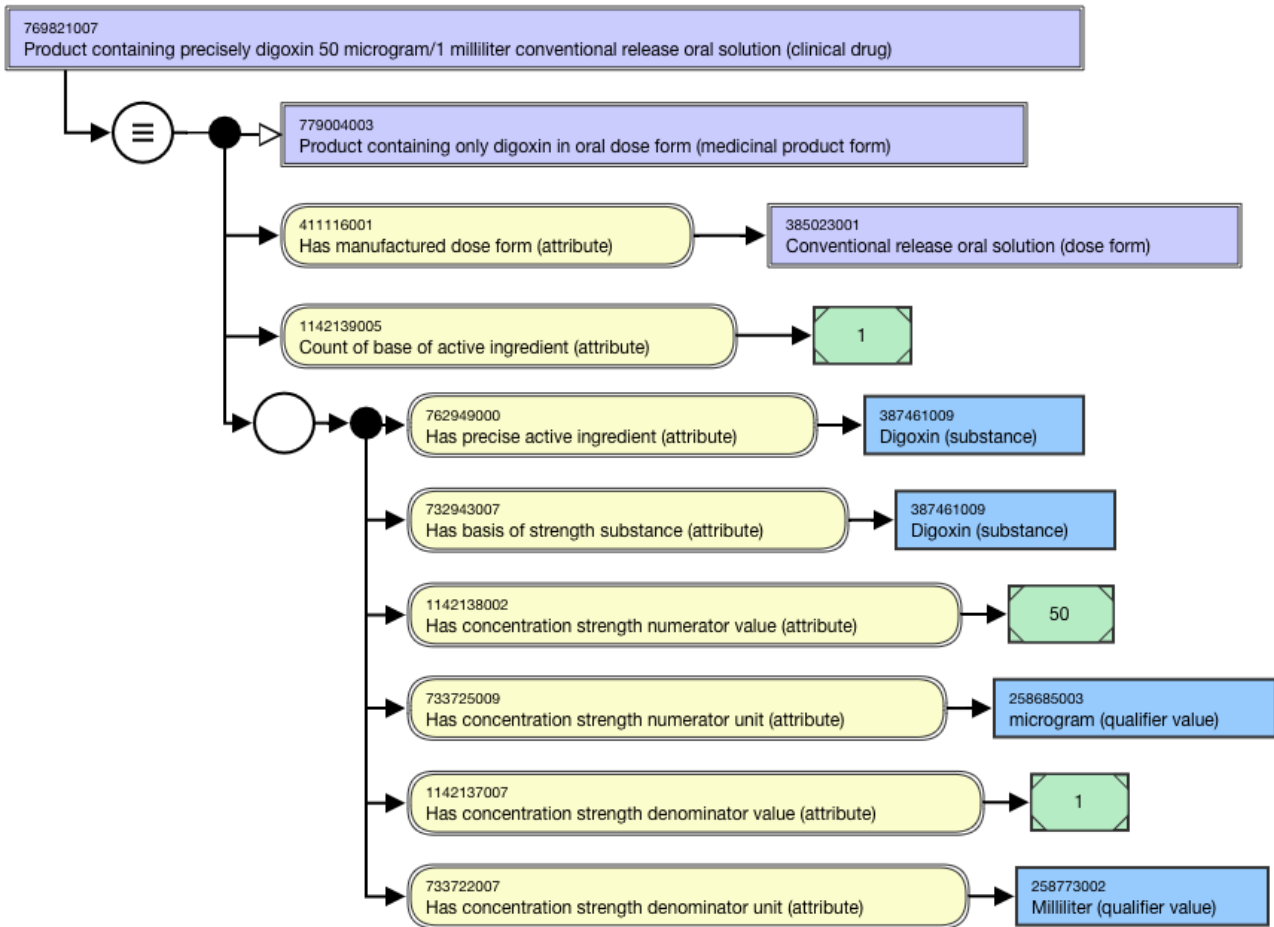 769821007
Product containing precisely digoxin 50 microgram/1 milliliter conventional release oral solution (clinical drug)
779004003
Product containing only digoxin in oral dose form (medicinal product form)
411116001
Has manufactured dose form (attribute)
385023001
Conventional release oral solution (dose form)
1142139005
Count of base of active ingredient (attribute)
1
762949000
Has precise active ingredient (attribute)
387461009
Digoxin (substance)
732943007
Has basis of strength substance (attribute)
387461009
Digoxin (substance)
1142138002
Has concentration strength numerator value (attribute)
50
733725009
Has concentration strength numerator unit (attribute)
258685003
microgram (qualifier value)
1142137007
Has concentration strength denominator value (attribute)
1
733722007
Has concentration strength denominator unit (attribute)
258773002
Milliliter (qualifier value)